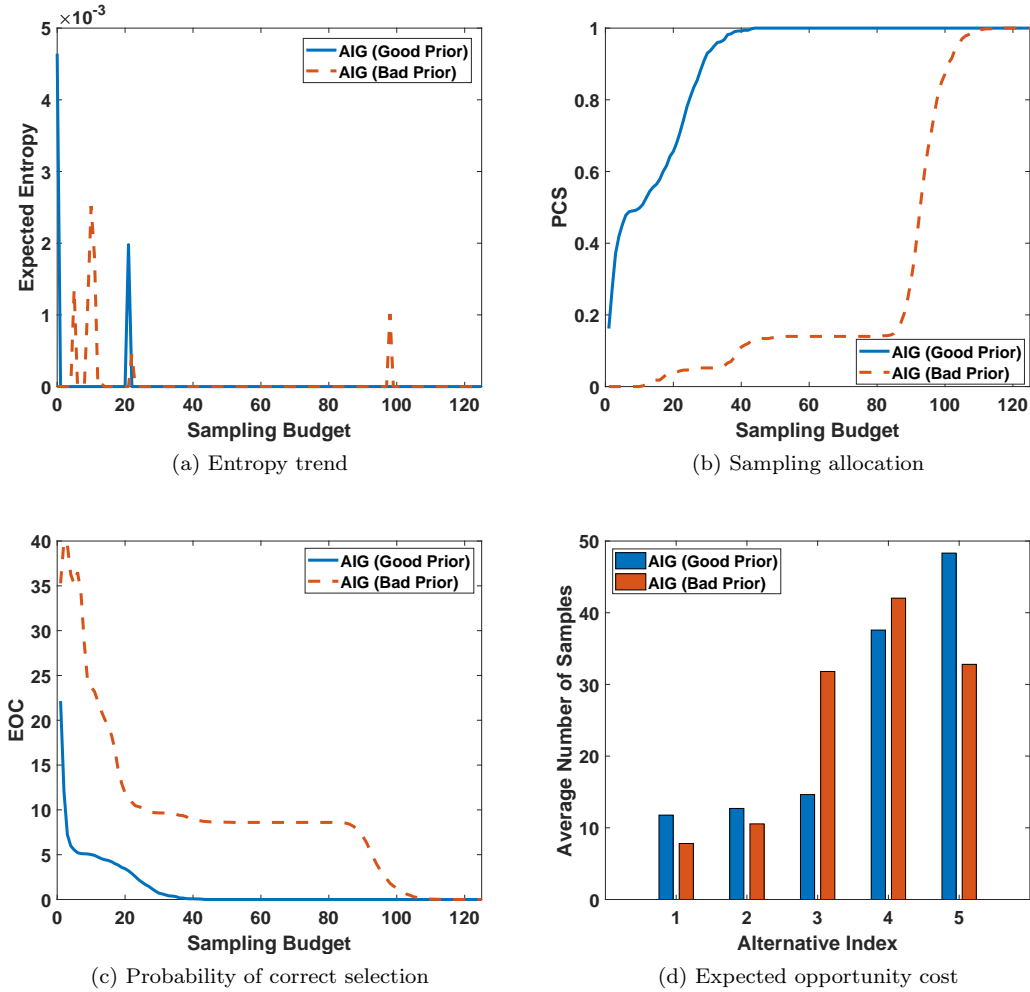 ×10⁻³
5
4
3
2
1
0
Expected Entropy
AIG (Good Prior)
AIG (Bad Prior)
0 20 40 60 80 100 120
Sampling Budget
(a) Entropy trend
1
0.8
0.6
0.4
0.2
0
PCS
AIG (Good Prior)
AIG (Bad Prior)
0 20 40 60 80 100 120
Sampling Budget
(b) Sampling allocation
40
35
30
25
20
15
10
5
0
EOC
AIG (Good Prior)
AIG (Bad Prior)
0 20 40 60 80 100 120
Sampling Budget
(c) Probability of correct selection
50
40
30
20
10
0
Average Number of Samples
AIG (Good Prior)
AIG (Bad Prior)
1 2 3 4 5
Alternative Index
(d) Expected opportunity cost